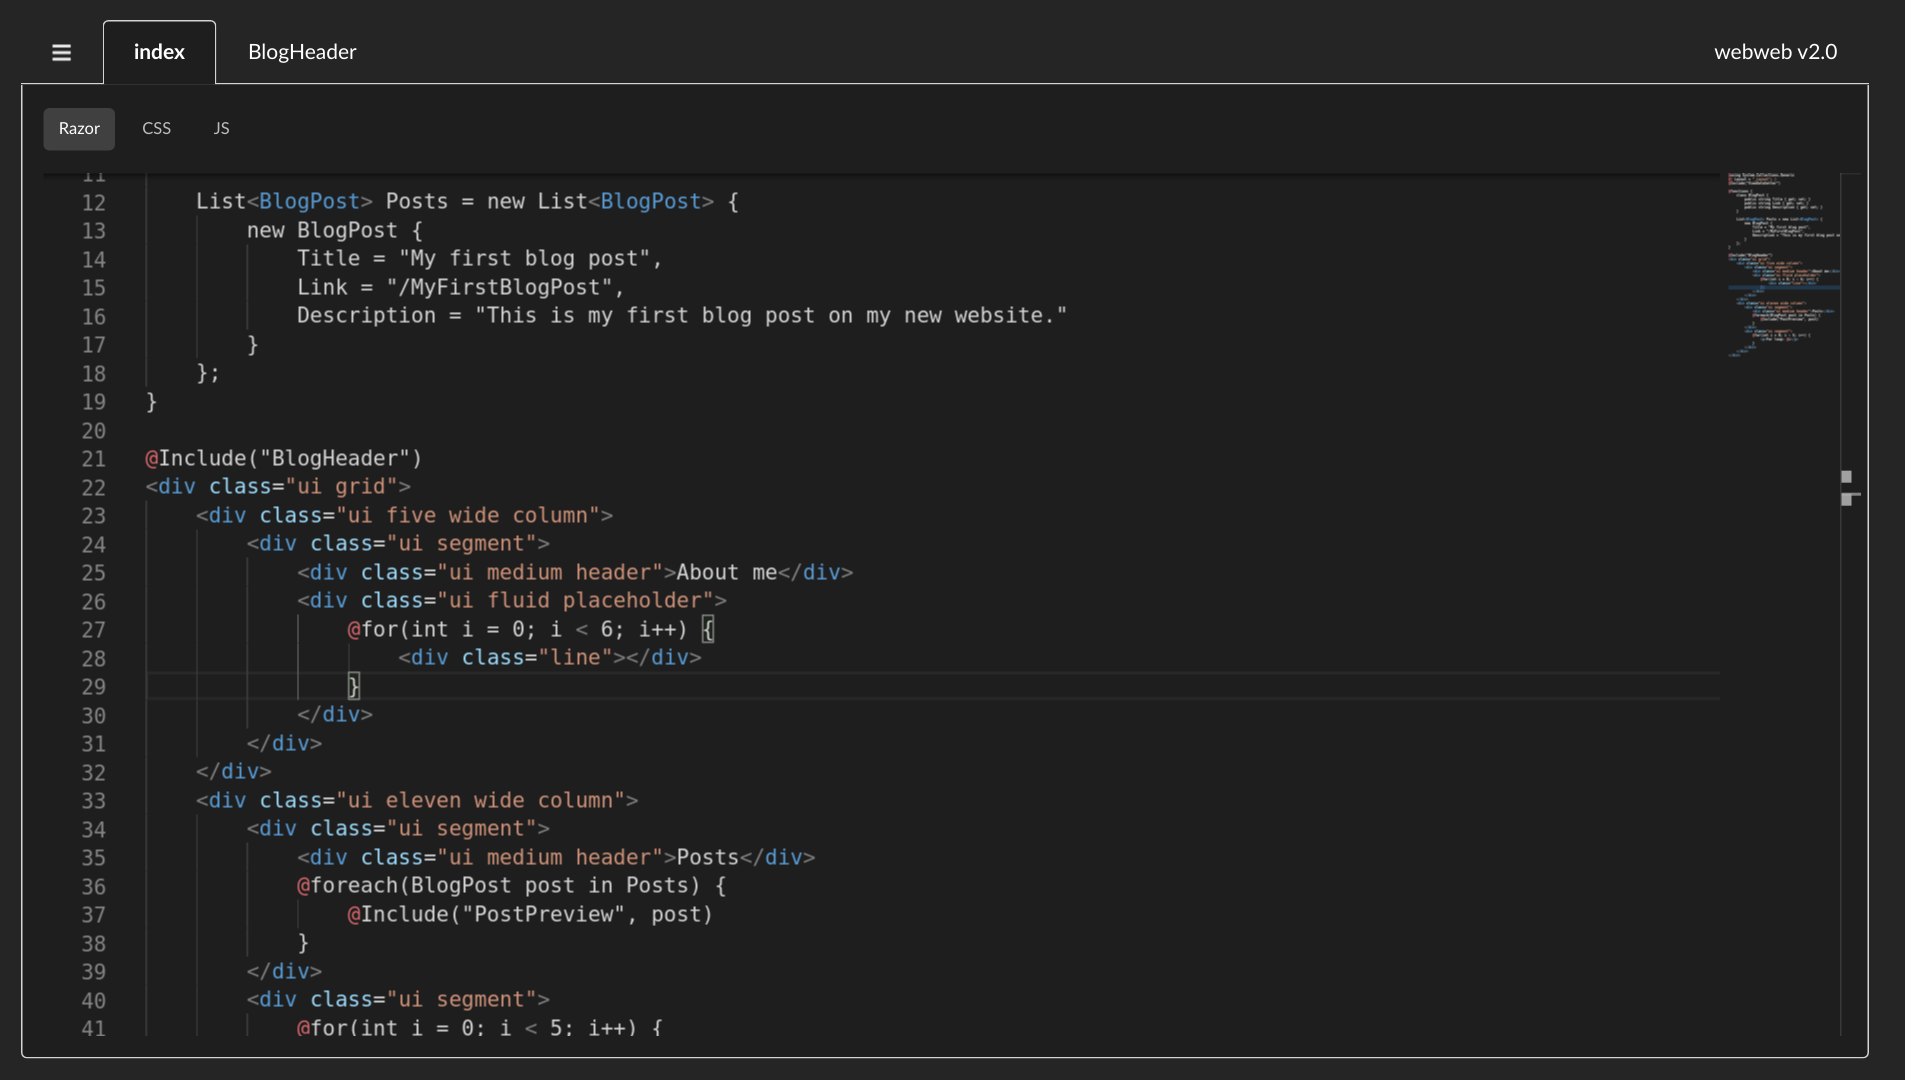 index
BlogHeader
webweb v2.0
Razor
CSS
JS
11
12 List<BlogPost> Posts = new List<BlogPost> {
13 new BlogPost {
14 Title = "My first blog post",
15 Link = "/MyFirstBlogPost",
16 Description = "This is my first blog post on my new website."
17 }
18 };
19 }
20
21 @Include("BlogHeader")
22 <div class="ui grid">
23 <div class="ui five wide column">
24 <div class="ui segment">
25 <div class="ui medium header">About me</div>
26 <div class="ui fluid placeholder">
27 @for(int i = 0; i < 6; i++) {
28 <div class="line"></div>
29 }
30 </div>
31 </div>
32 </div>
33 <div class="ui eleven wide column">
34 <div class="ui segment">
35 <div class="ui medium header">Posts</div>
36 @foreach(BlogPost post in Posts) {
37 @Include("PostPreview", post)
38 }
39 </div>
40 <div class="ui segment">
41 @for(int i = 0; i < 5; i++) {